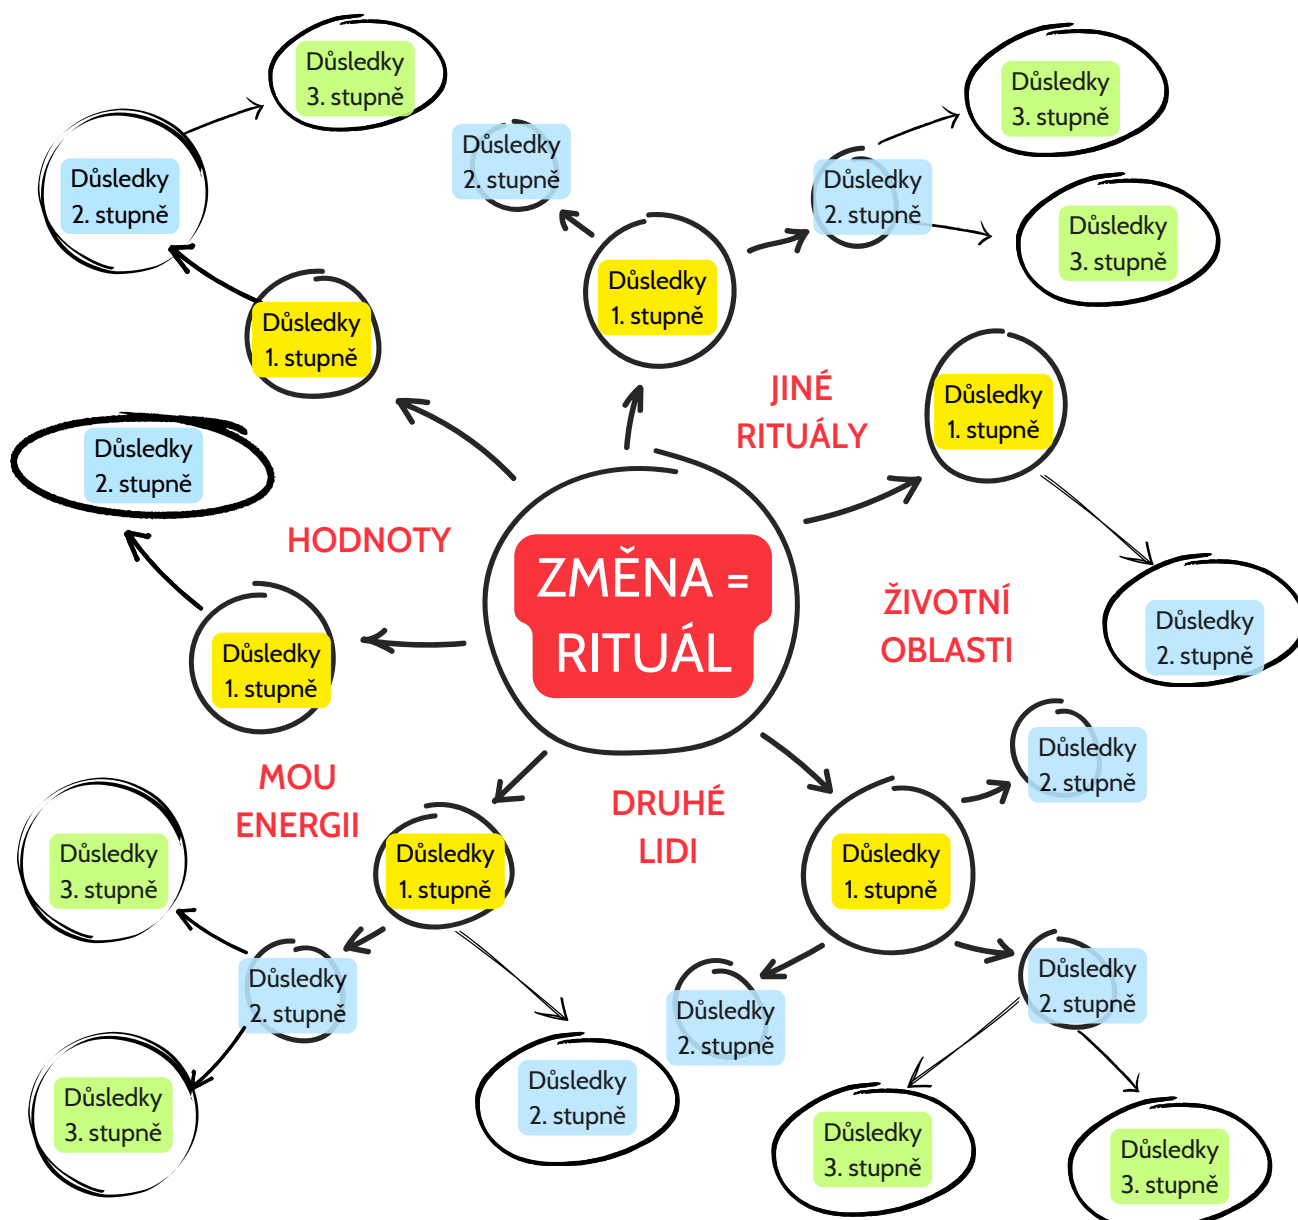 Důsledky
3. stupně
Důsledky
3. stupně
Důsledky
2. stupně
Důsledky
2. stupně
Důsledky
2. stupně
Důsledky
3. stupně
Důsledky
1. stupně
Důsledky
1. stupně
JINÉ
RITUÁLY
Důsledky
1. stupně
Důsledky
2. stupně
HODNOTY
ZMĚNA =
RITUÁL
ŽIVOTNÍ
OBLASTI
Důsledky
2. stupně
Důsledky
1. stupně
Důsledky
2. stupně
MOU
ENERGII
DRUHÉ
LIDI
Důsledky
3. stupně
Důsledky
1. stupně
Důsledky
1. stupně
Důsledky
2. stupně
Důsledky
2. stupně
Důsledky
2. stupně
Důsledky
3. stupně
Důsledky
2. stupně
Důsledky
3. stupně
Důsledky
3. stupně